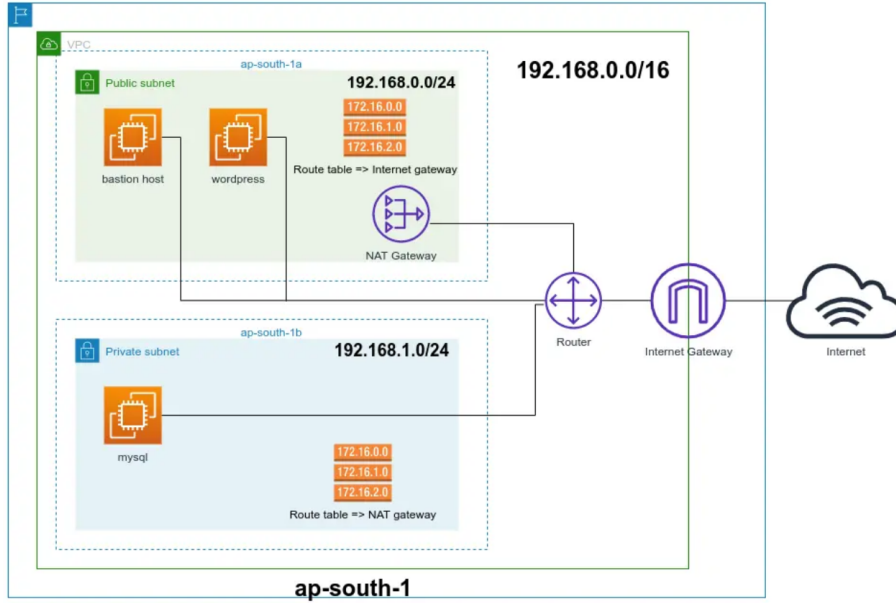 VPC
ap-south-1a
Public subnet
192.168.0.0/24
192.168.0.0/16
172.16.0.0
172.16.1.0
172.16.2.0
bastion host
wordpress
Route table => Internet gateway
NAT Gateway
ap-south-1b
Private subnet
192.168.1.0/24
Router
Internet Gateway
Internet
mysql
172.16.0.0
172.16.1.0
172.16.2.0
Route table => NAT gateway
ap-south-1